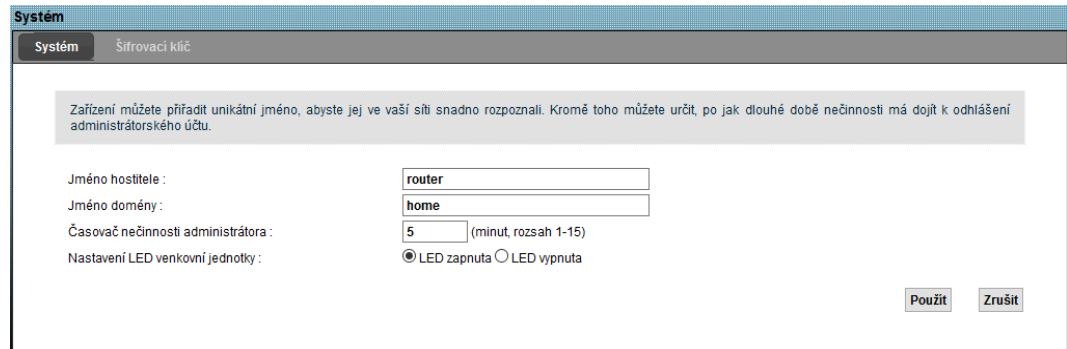 Systém
Systém Šifrovací klíč
Zařízení můžete přiřadit unikátní jméno, abyste jej ve vaší síti snadno rozpoznali. Kromě toho můžete určit, po jak dlouhé době nečinnosti má dojít k odhlášení
administrátorského účtu.
Jméno hostitele : router
Jméno domény : home
Časovač nečinnosti administrátora : 5 (minut, rozsah 1-15)
Nastavení LED venkovní jednotky : LED zapnuta LED vypnuta
Použít Zrušit